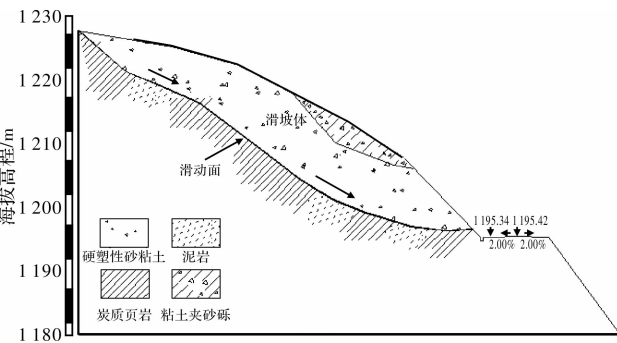 1 230
1 220
1 210
1 200
1 190
1 180
海拔高程/m
滑坡体
滑动面
1 195.34 1 195.42
2.00% 2.00%
硬塑性砂粘土 泥岩
炭质页岩 粘土夹砂砾